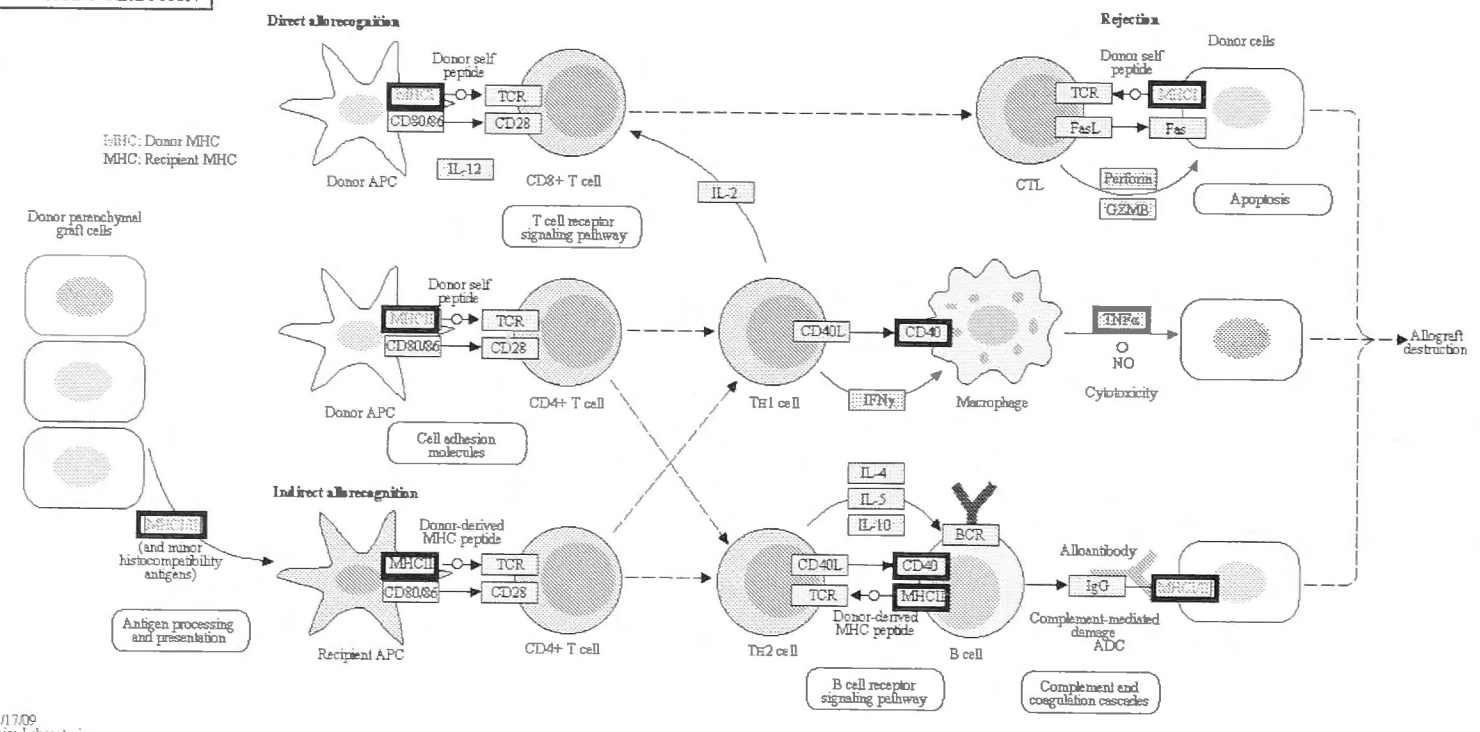 Direct allorecognition
Rejection
Donor self
peptide
MHCI
TCR
CD80/86
CD28
Donor APC
IL-12
CD8+ T cell
T cell receptor
signaling pathway
IL-2
Donor cells
Donor self
peptide
TCR
MHCI
FasL
Fas
CTL
Perforin
GZMB
Apoptosis
MHC: Donor MHC
MHC: Recipient MHC
Donor parenchymal
graft cells
Donor self
peptide
MHCII
TCR
CD80/86
CD28
Donor APC
CD4+ T cell
Cell adhesion
molecules
CD40L
CD40
TH1 cell
IFNγ
Macrophage
TNFα
NO
Cytotoxicity
Allograft
destruction
Indirect allorecognition
(and minor
histocompatibility
antigens)
Antigen processing
and presentation
Donor-derived
MHC peptide
MHCII
TCR
CD80/86
CD28
Recipient APC
CD4+ T cell
IL-4
IL-5
IL-10
BCR
CD40L
CD40
TCR
MHCII
Donor-derived
MHC peptide
TH2 cell
B cell
B cell receptor
signaling pathway
Alloantibody
IgG
Complement-mediated
damage
ADC
Complement and
coagulation cascades
/17/09